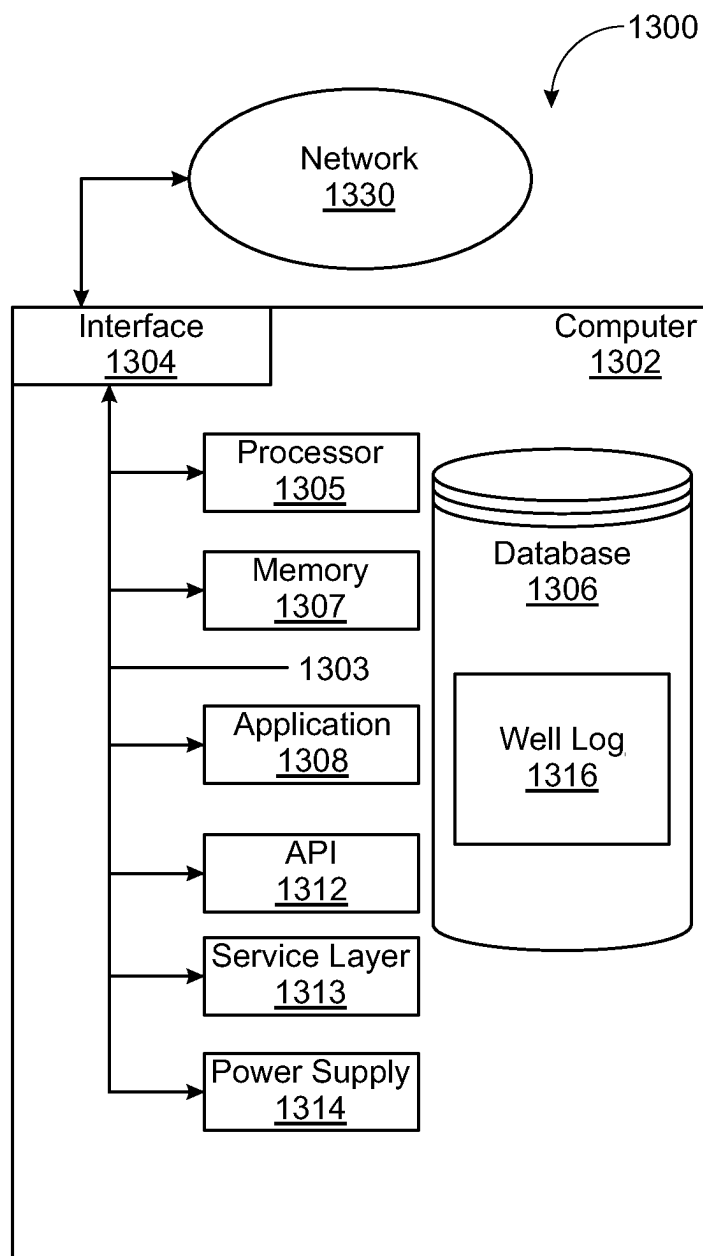 1300
Network
1330
Interface
1304
Computer
1302
Processor
1305
Database
1306
Memory
1307
1303
Application
1308
Well Log
1316
API
1312
Service Layer
1313
Power Supply
1314